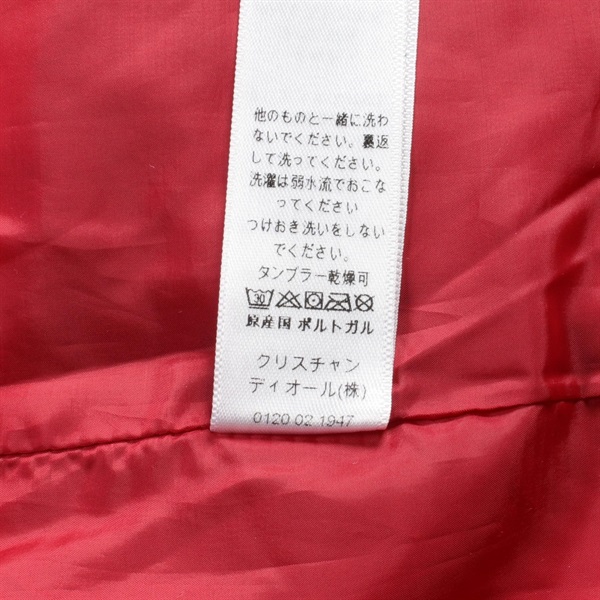 他のものと一緒に洗わ
ないでください。裏返
して洗ってください。
洗濯は弱水流でおこな
ってください
つけおき洗いをしない
でください。
タンブラー乾燥可
30
原産国 ポルトガル
クリスチャン
ディオール(株)
0120 02 1947